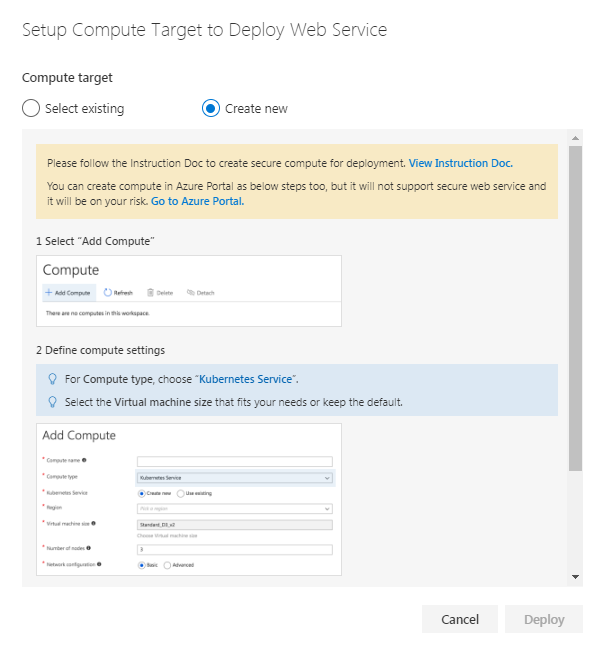 Setup Compute Target to Deploy Web Service
Compute target
Select existing
Create new
Please follow the Instruction Doc to create secure compute for deployment. View Instruction Doc.
You can create compute in Azure Portal as below steps too, but it will not support secure web service and
it will be on your risk. Go to Azure Portal.
1 Select "Add Compute"
Compute
+ Add Compute Refresh Delete Detach
There are no computes in this workspace.
2 Define compute settings
For Compute type, choose "Kubernetes Service".
Select the Virtual machine size that fits your needs or keep the default.
Add Compute
* Compute name
* Compute type Kubernetes Service
* Kubernetes Service Create new Use existing
* Region Pick a region
* Virtual machine size Standard_D3_v2
Choose Virtual machine size
* Number of nodes 3
* Network configuration Basic Advanced
Cancel
Deploy